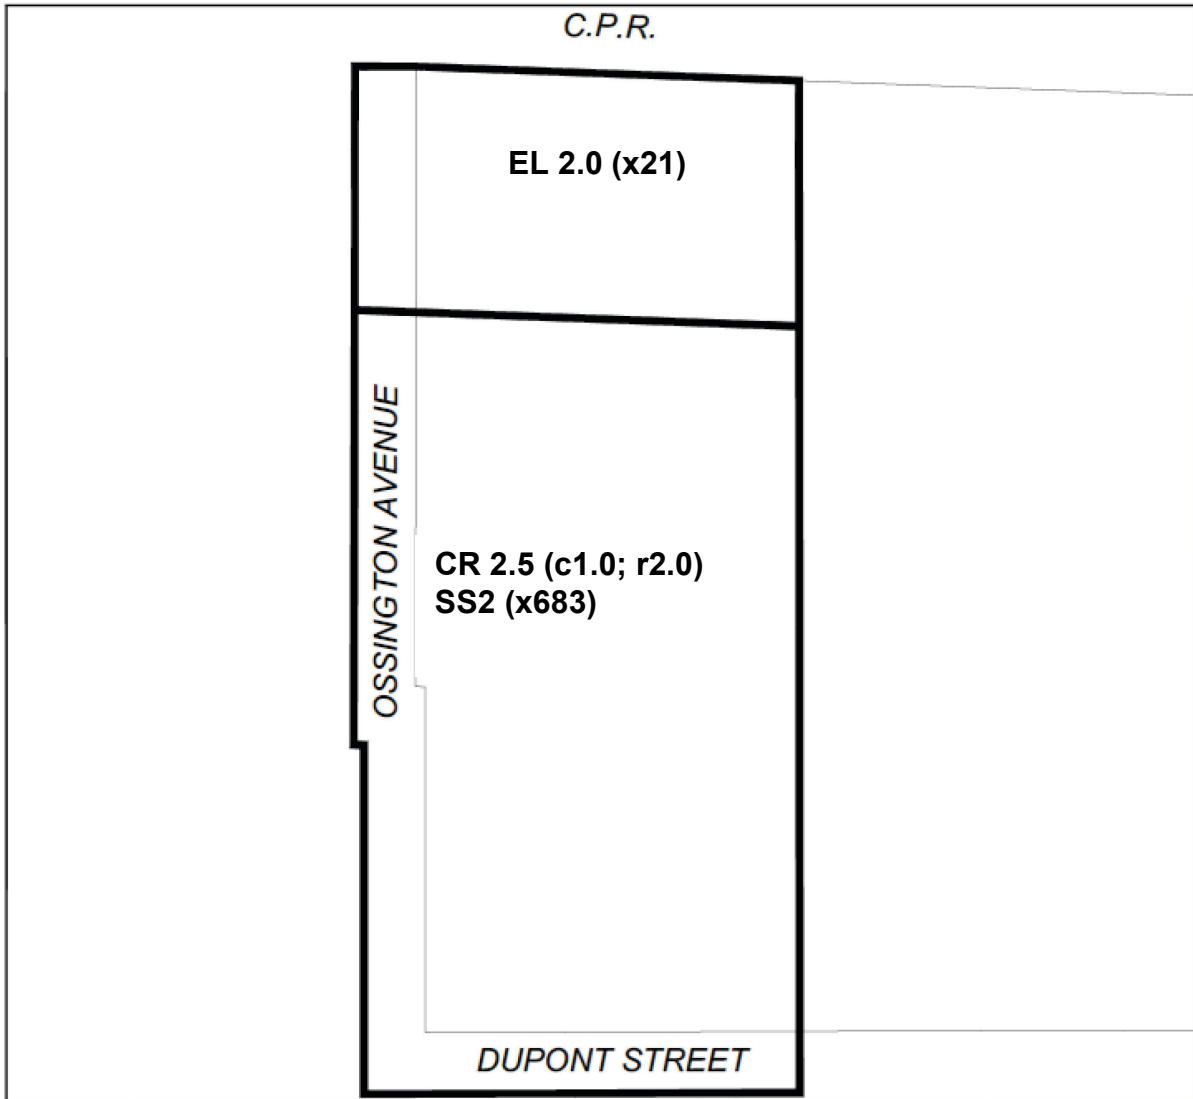 C.P.R.
EL 2.0 (x21)
OSSINGTON AVENUE
CR 2.5 (c1.0; r2.0)
SS2 (x683)
DUPONT STREET